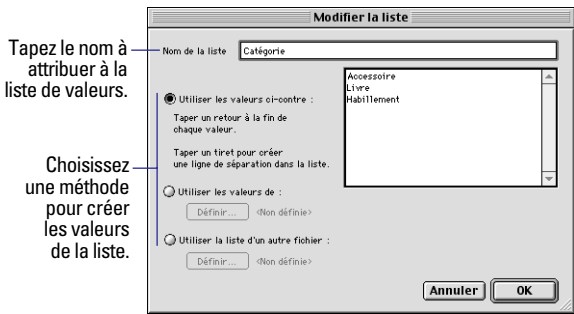 Modifier la liste
Tapez le nom à
attribuer à la
liste de valeurs.
Nom de la liste
Catégorie
Choisissez
une méthode
pour créer
les valeurs
de la liste.
Utiliser les valeurs ci-contre :
Taper un retour à la fin de
chaque valeur.
Taper un tiret pour créer
une ligne de séparation dans la liste.
Accessoire
Livre
Habillement
Utiliser les valeurs de :
Définir... <Non définie>
Utiliser la liste d'un autre fichier :
Définir... <Non définie>
Annuler OK